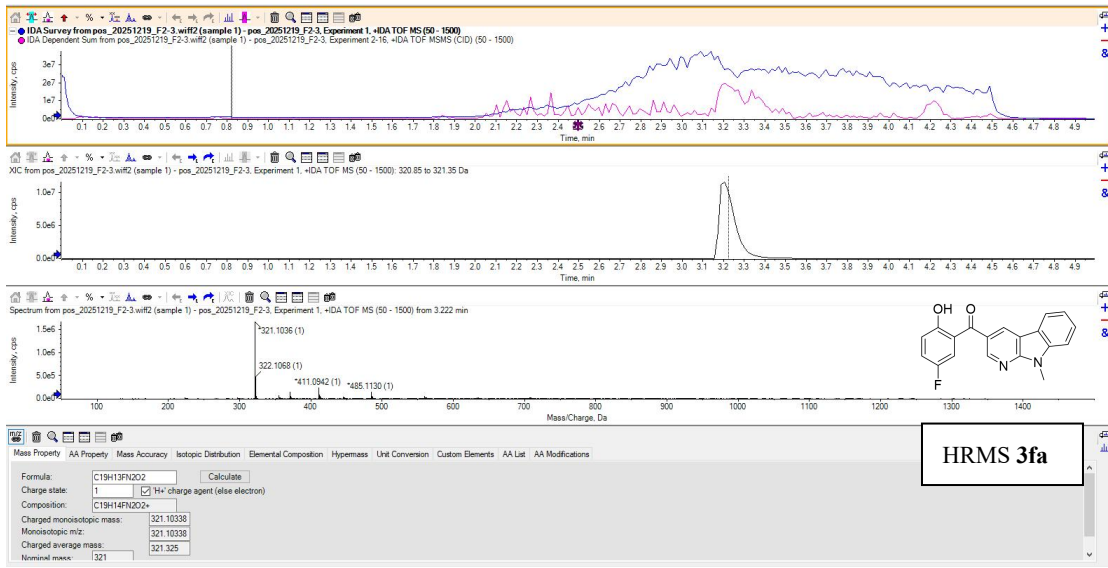 IDA Survey from pos_20251219_F2-3.wiff2 (sample 1) - pos_20251219_F2-3, Experiment 1, +IDA TOF MS (50 - 1500)
IDA Dependent Sum from pos_20251219_F2-3.wiff2 (sample 1) - pos_20251219_F2-3, Experiment 2-16, +IDA TOF MSMS (CID) (50 - 1500)
Intensity, cps
3e7
2e7
1e7
0e0
0.1 0.2 0.3 0.4 0.5 0.6 0.7 0.8 0.9 1.0 1.1 1.2 1.3 1.4 1.5 1.6 1.7 1.8 1.9 2.0 2.1 2.2 2.3 2.4 2.5 2.6 2.7 2.8 2.9 3.0 3.1 3.2 3.3 3.4 3.5 3.6 3.7 3.8 3.9 4.0 4.1 4.2 4.3 4.4 4.5 4.6 4.7 4.8 4.9
Time, min
XIC from pos_20251219_F2-3.wiff2 (sample 1) - pos_20251219_F2-3, Experiment 1, +IDA TOF MS (50 - 1500): 320.85 to 321.35 Da
Intensity, cps
1.0e7
5.0e6
0.0e0
0.1 0.2 0.3 0.4 0.5 0.6 0.7 0.8 0.9 1.0 1.1 1.2 1.3 1.4 1.5 1.6 1.7 1.8 1.9 2.0 2.1 2.2 2.3 2.4 2.5 2.6 2.7 2.8 2.9 3.0 3.1 3.2 3.3 3.4 3.5 3.6 3.7 3.8 3.9 4.0 4.1 4.2 4.3 4.4 4.5 4.6 4.7 4.8 4.9
Time, min
Spectrum from pos_20251219_F2-3.wiff2 (sample 1) - pos_20251219_F2-3, Experiment 1, +IDA TOF MS (50 - 1500) from 3.222 min
Intensity, cps
1.5e6
1.0e6
5.0e5
0.0e0
*321.1036 (1)
322.1068 (1)
*411.0942 (1)
*485.1130 (1)
OH O
F
N N
100 200 300 400 500 600 700 800 900 1000 1100 1200 1300 1400
Mass/Charge, Da
HRMS 3fa
m/z
Mass Property AA Property Mass Accuracy Isotopic Distribution Elemental Composition Hypermass Unit Conversion Custom Elements AA List AA Modifications
Formula: C19H13FN2O2 Calculate
Charge state: 1 'H+' charge agent (else electron)
Composition: C19H14FN2O2+
Charged monoisotopic mass: 321.10338
Monoisotopic m/z: 321.10338
Charged average mass: 321.325
Nominal mass: 321